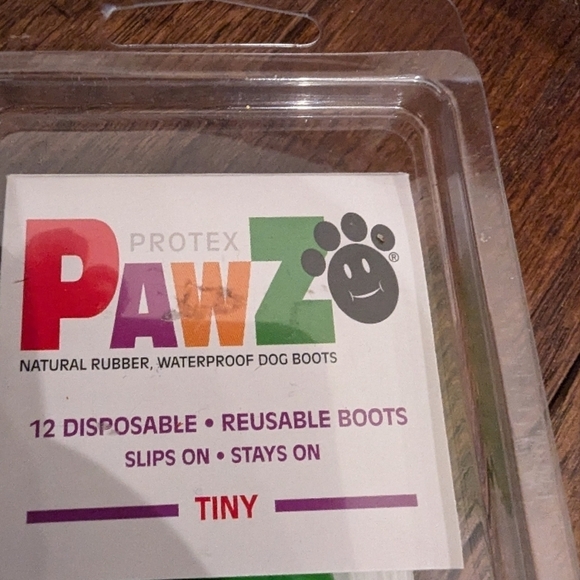 PROTEX
PAWZ ®
NATURAL RUBBER, WATERPROOF DOG BOOTS
12 DISPOSABLE • REUSABLE BOOTS
SLIPS ON • STAYS ON
TINY